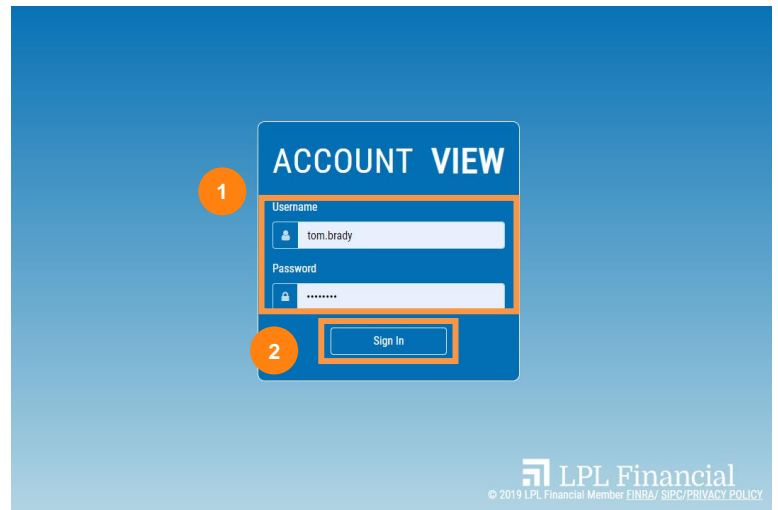 ACCOUNT VIEW
1
Username
tom.brady
Password
••••••••
2
Sign In
LPL Financial
© 2019 LPL Financial Member FINRA/ SIPC/PRIVACY POLICY